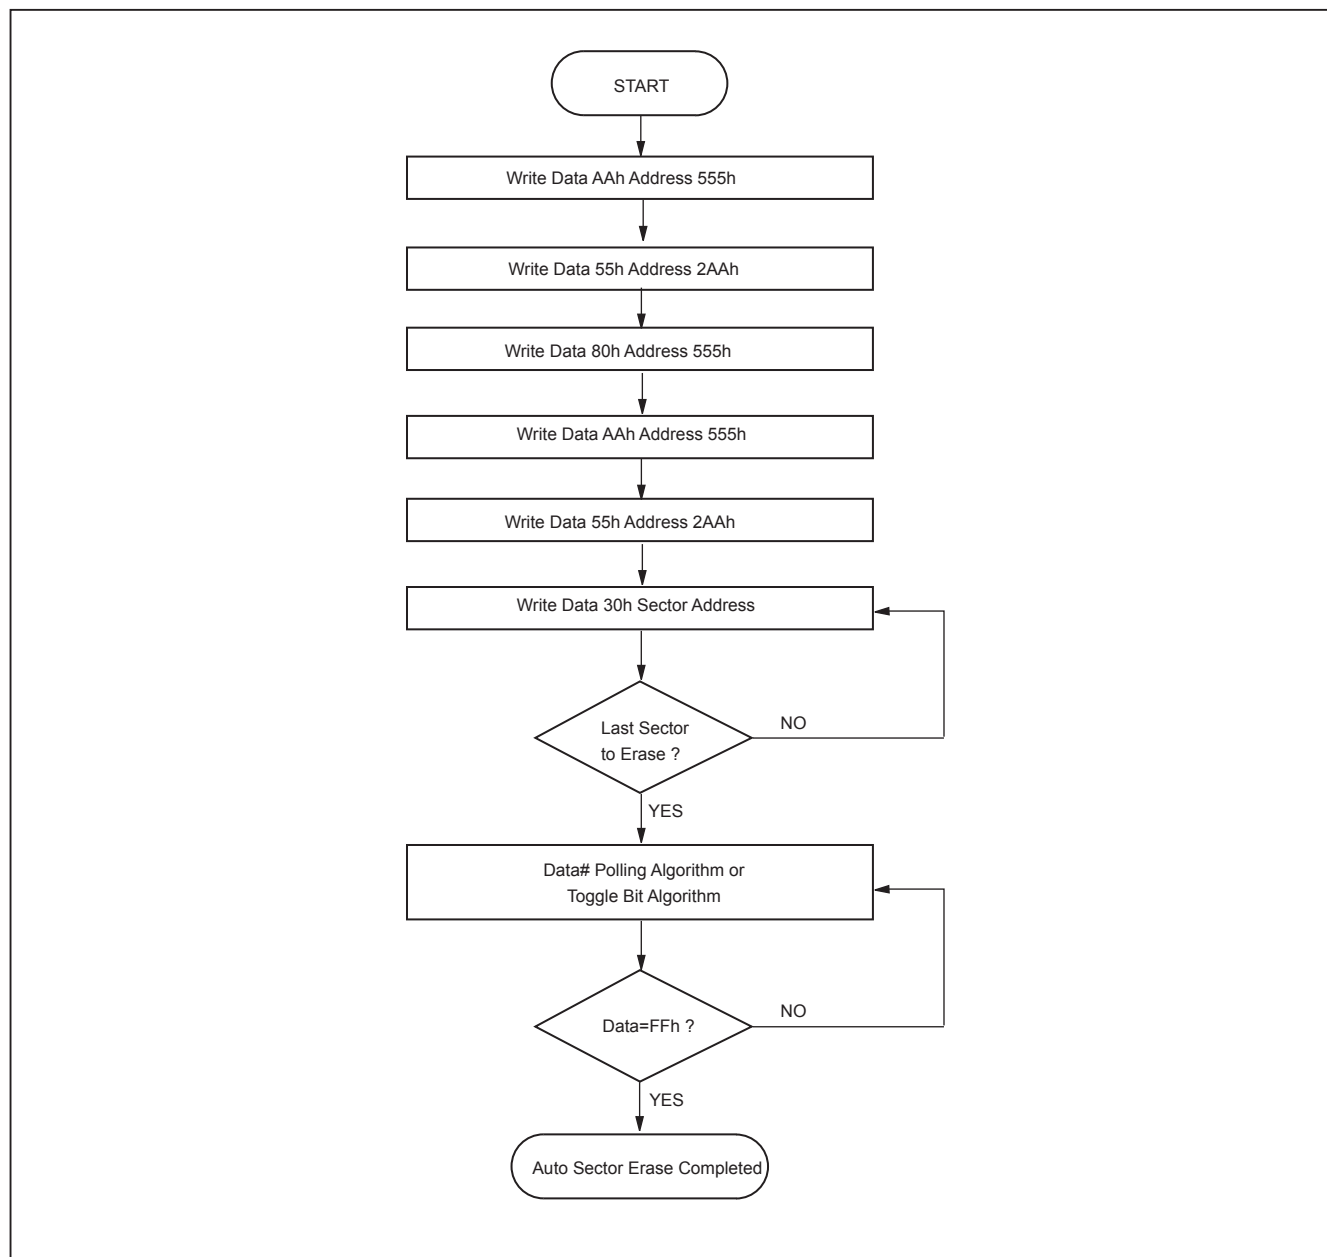 START
Write Data AAh Address 555h
Write Data 55h Address 2AAh
Write Data 80h Address 555h
Write Data AAh Address 555h
Write Data 55h Address 2AAh
Write Data 30h Sector Address
Last Sector
to Erase ?
NO
YES
Data# Polling Algorithm or
Toggle Bit Algorithm
Data=FFh ?
NO
YES
Auto Sector Erase Completed